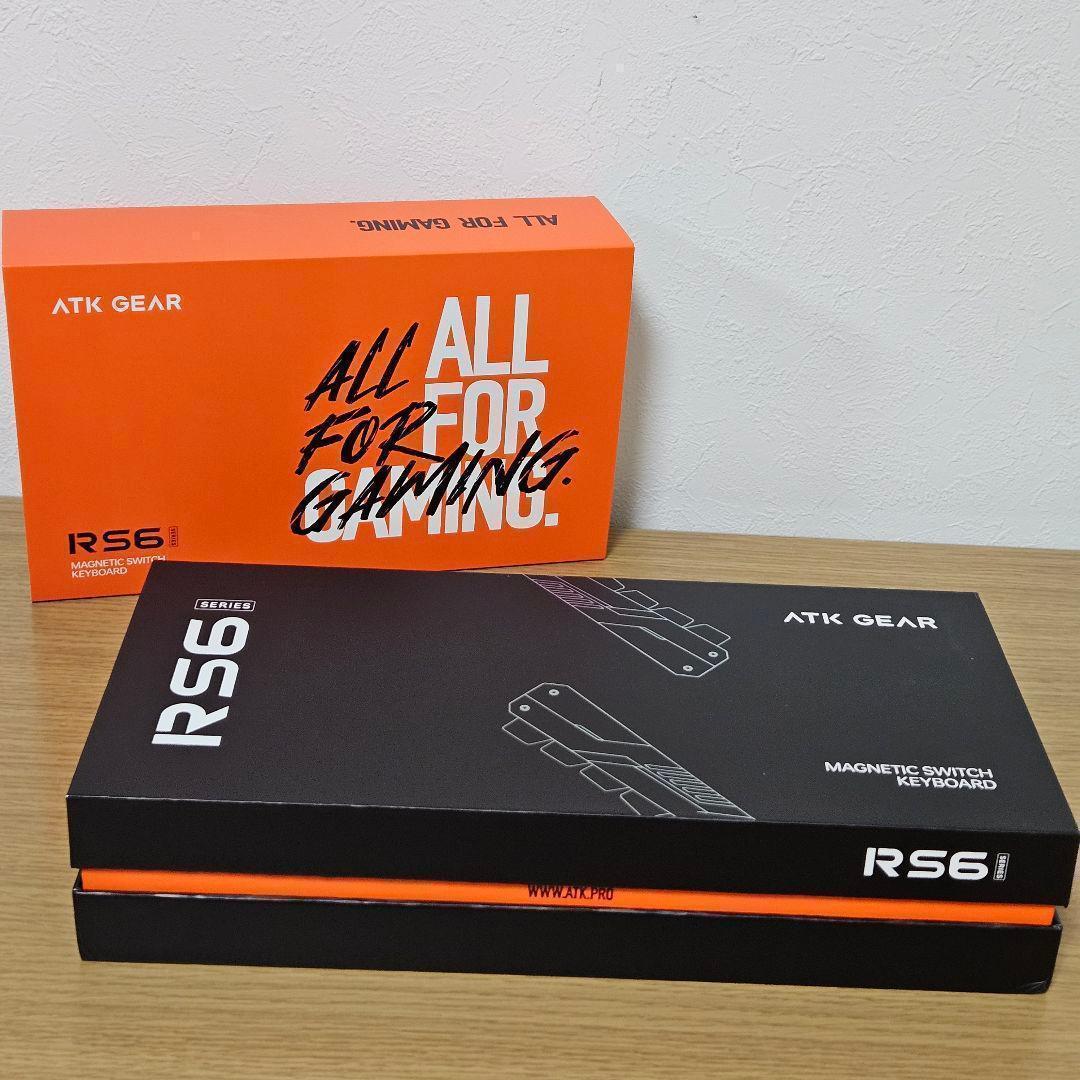 ALL FOR GAMING.
ATK GEAR
ALL
FOR
GAMING.
ALL
FOR
GAMING.
RS6 SERIES
MAGNETIC SWITCH
KEYBOARD
RS6 SERIES
ATK GEAR
MAGNETIC SWITCH
KEYBOARD
RS6 SERIES
WWW.ATK.PRO